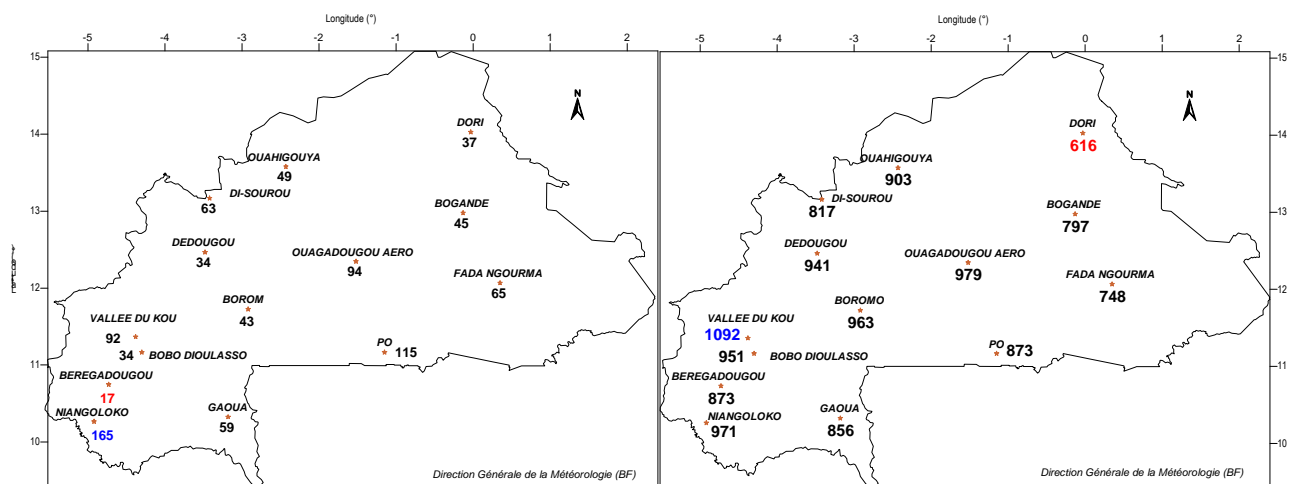 Longitude (°)
-5 -4 -3 -2 -1 0 1 2
15
14
13
12
11
10
N
DORI
37
OUAHIGOUYA
49
DI-SOUROU
63
BOGANDE
45
DEDOUGOU
34
OUAGADOUGOU AERO
94
FADA NGOURMA
65
BOROM
43
VALLEE DU KOU
92
34 BOBO DIOULASSO
PO 115
BEREGADOUGOU
17
NIANGOLOKO
165
GAOUA
59
Direction Générale de la Météorologie (BF)
Longitude (°)
-5 -4 -3 -2 -1 0 1 2
15
14
13
12
11
10
N
DORI
616
OUAHIGOUYA
903
DI-SOUROU
817
BOGANDE
797
DEDOUGOU
941
OUAGADOUGOU AERO
979
FADA NGOURMA
748
BOROMO
963
VALLEE DU KOU
1092
951 BOBO DIOULASSO
PO 873
BEREGADOUGOU
873
NIANGOLOKO
971
GAOUA
856
Direction Générale de la Météorologie (BF)